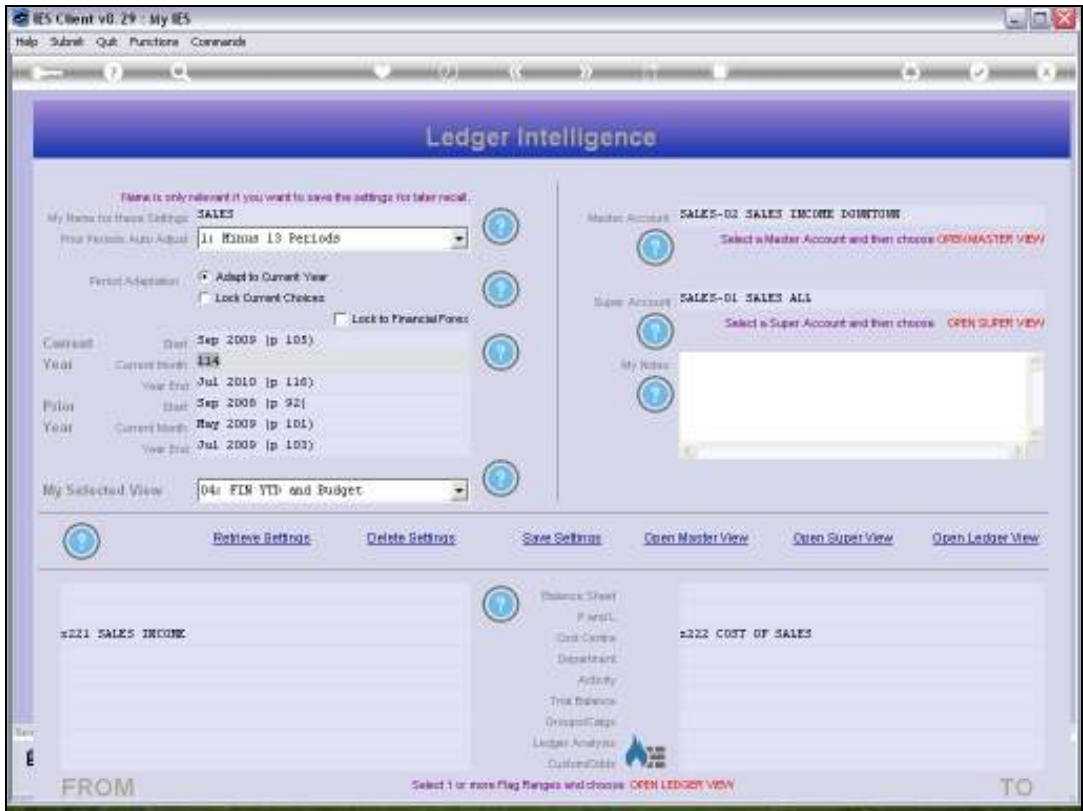 IES Client v8.29 : My IES
Help Submit Quit Functions Commands
Ledger Intelligence
Name is only relevant if you want to save the settings for later recall.
My Name for these Settings SALES
Prior Periods Auto Adjust 1: Minus 13 Periods
Period Adaptation Adapt to Current Year
Lock Current Choices
Lock to Financial Forex
Current Start Sep 2009 (p 105)
Year Current Month 114
Year End Jul 2010 (p 116)
Prior Start Sep 2008 (p 92)
Year Current Month May 2009 (p 101)
Year End Jul 2009 (p 103)
My Selected View 04: FIN YTD and Budget
Master Account SALES-02 SALES INCOME DOWNTOWN
Select a Master Account and then choose OPEN MASTER VIEW
Super Account SALES-01 SALES ALL
Select a Super Account and then choose OPEN SUPER VIEW
My Notes
Retrieve Settings Delete Settings Save Settings Open Master View Open Super View Open Ledger View
Balance Sheet
P and L
z221 SALES INCOME Cost Centre z222 COST OF SALES
Department
Activity
Trial Balance
Ledger Analysis
FROM Select 1 or more Flag Ranges and choose OPEN LEDGER VIEW TO